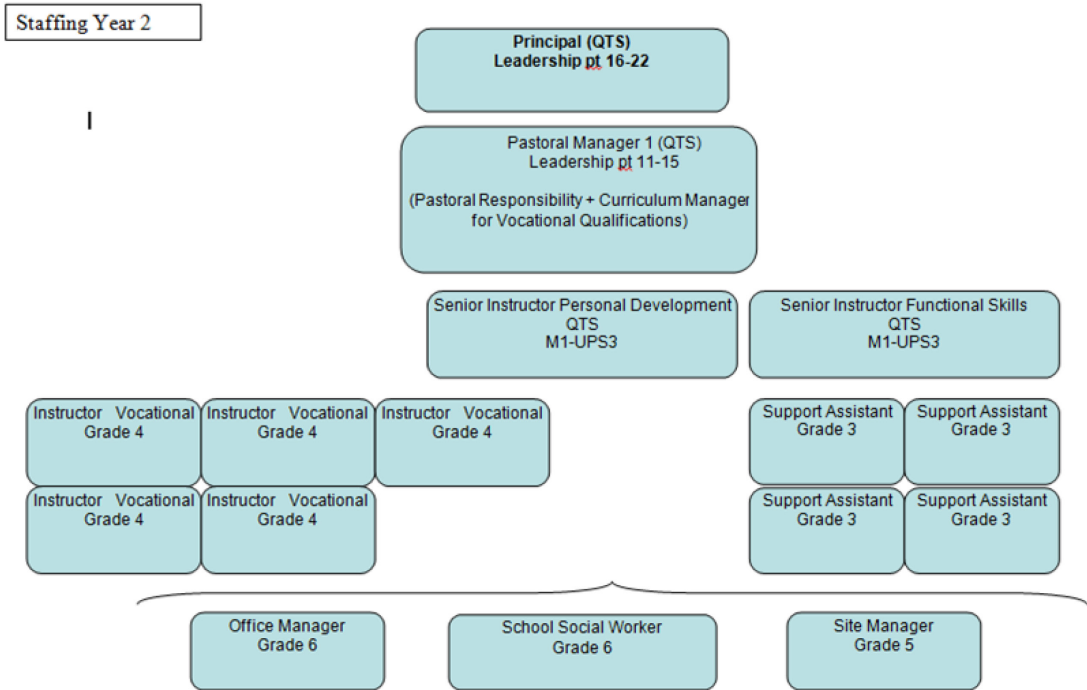 Staffing Year 2
Principal (QTS)
Leadership pt 16-22
Pastoral Manager 1 (QTS)
Leadership pt 11-15
(Pastoral Responsibility + Curriculum Manager
for Vocational Qualifications)
Senior Instructor Personal Development
QTS
M1-UPS3
Senior Instructor Functional Skills
QTS
M1-UPS3
Instructor Vocational
Grade 4
Instructor Vocational
Grade 4
Instructor Vocational
Grade 4
Support Assistant
Grade 3
Support Assistant
Grade 3
Instructor Vocational
Grade 4
Instructor Vocational
Grade 4
Support Assistant
Grade 3
Support Assistant
Grade 3
Office Manager
Grade 6
School Social Worker
Grade 6
Site Manager
Grade 5